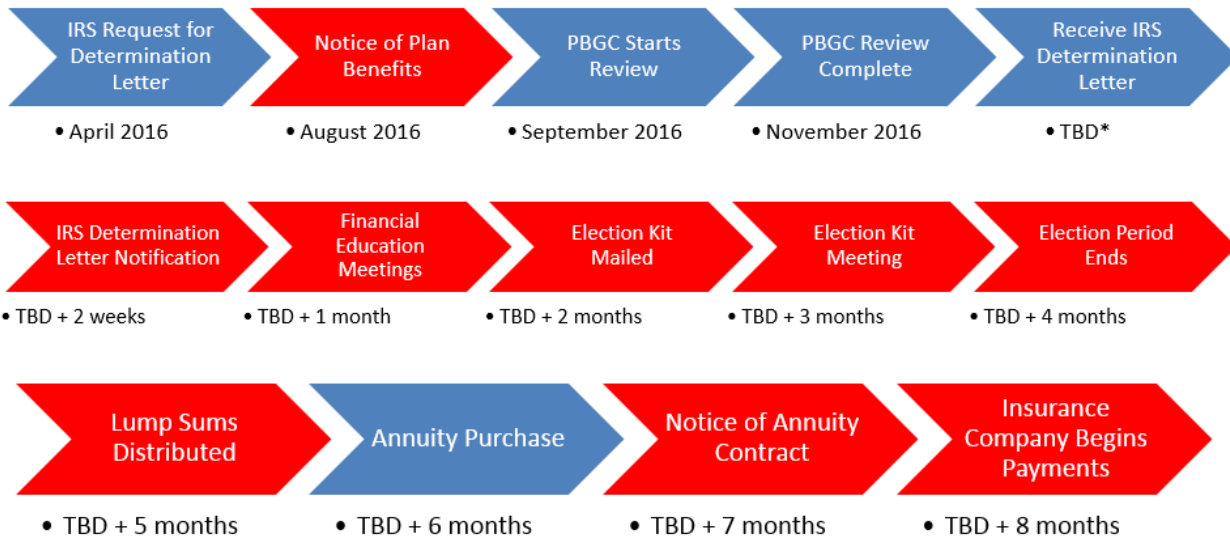 IRS Request for
Determination
Letter
Notice of Plan
Benefits
PBGC Starts
Review
PBGC Review
Complete
Receive IRS
Determination
Letter
• April 2016
• August 2016
• September 2016
• November 2016
• TBD*
IRS Determination
Letter Notification
Financial
Education
Meetings
Election Kit
Mailed
Election Kit
Meeting
Election Period
Ends
• TBD + 2 weeks
• TBD + 1 month
• TBD + 2 months
• TBD + 3 months
• TBD + 4 months
Lump Sums
Distributed
Annuity Purchase
Notice of Annuity
Contract
Insurance
Company Begins
Payments
• TBD + 5 months
• TBD + 6 months
• TBD + 7 months
• TBD + 8 months